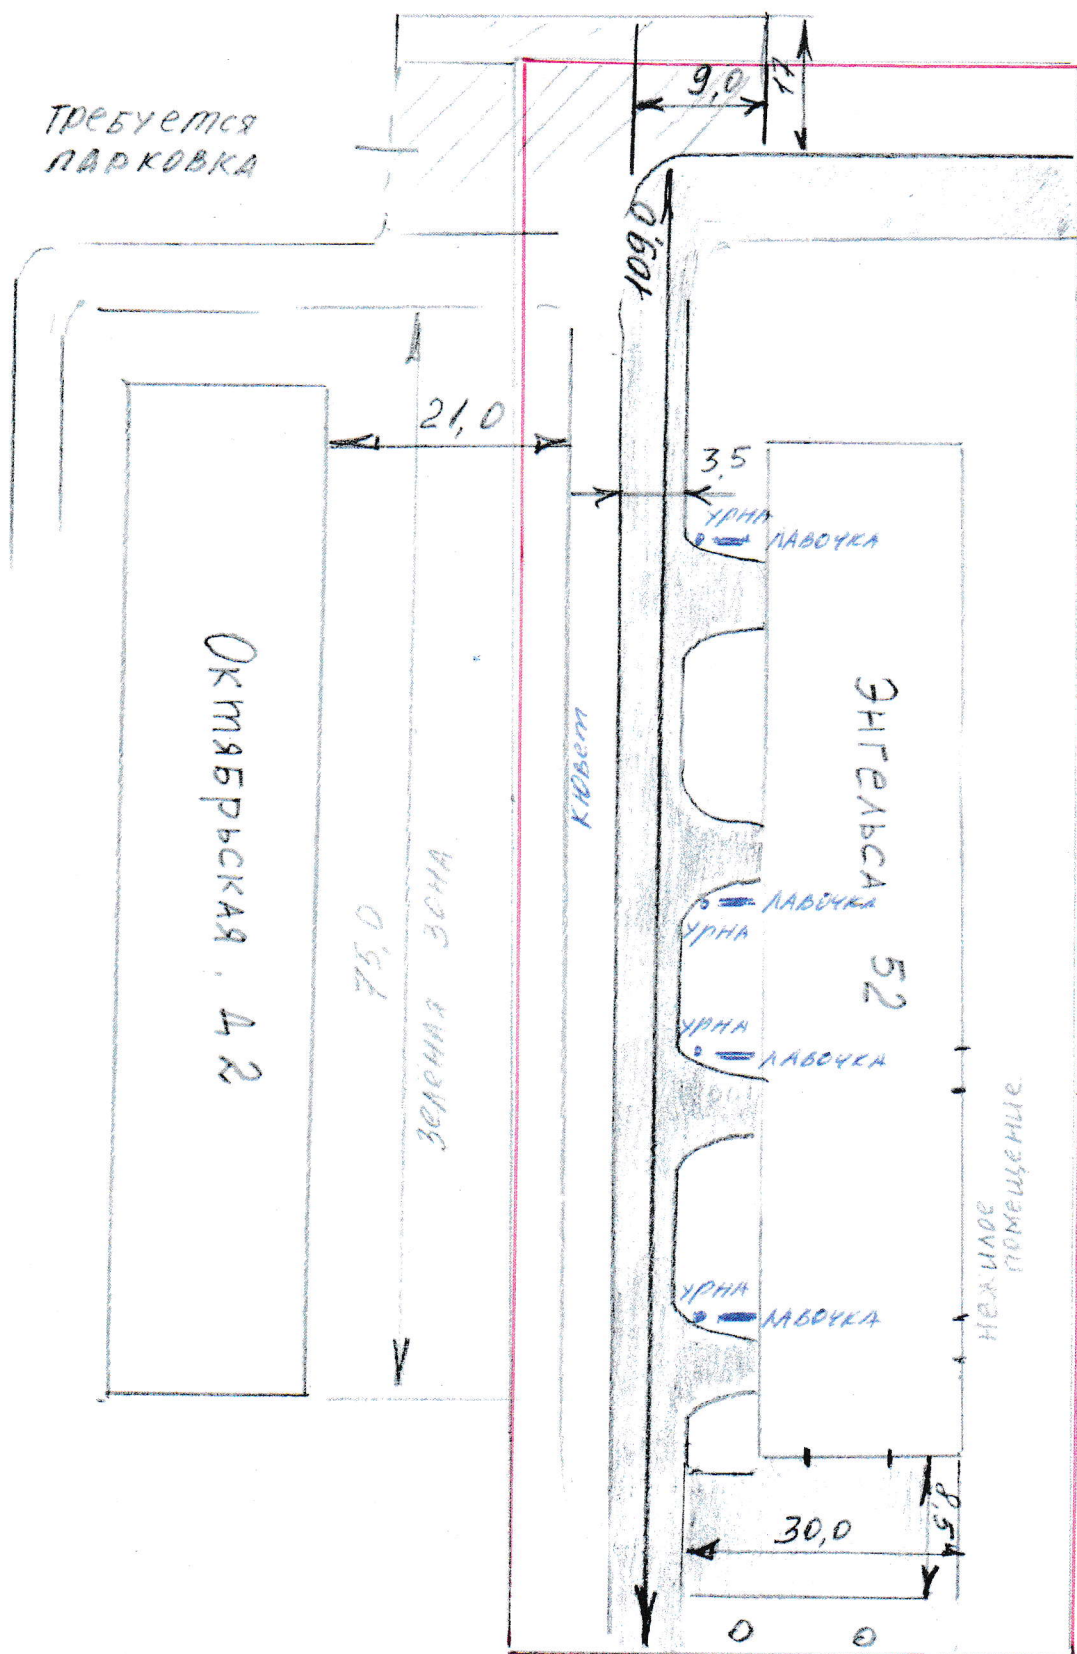 ТРЕБУЕТСЯ
ПАРКОВКА
9,0
11
109,0
21,0
3,5
УРНА
ЛАВОЧКА
Октябрьская . 42
75,0
ЗЕЛЕНАЯ ЗОНА
КЮВЕТ
ЭНГЕЛЬСА 52
ЛАВОЧКА
УРНА
УРНА
ЛАВОЧКА
НЕЖИЛОЕ
ПОМЕЩЕНИЕ
УРНА
ЛАВОЧКА
30,0
8,5